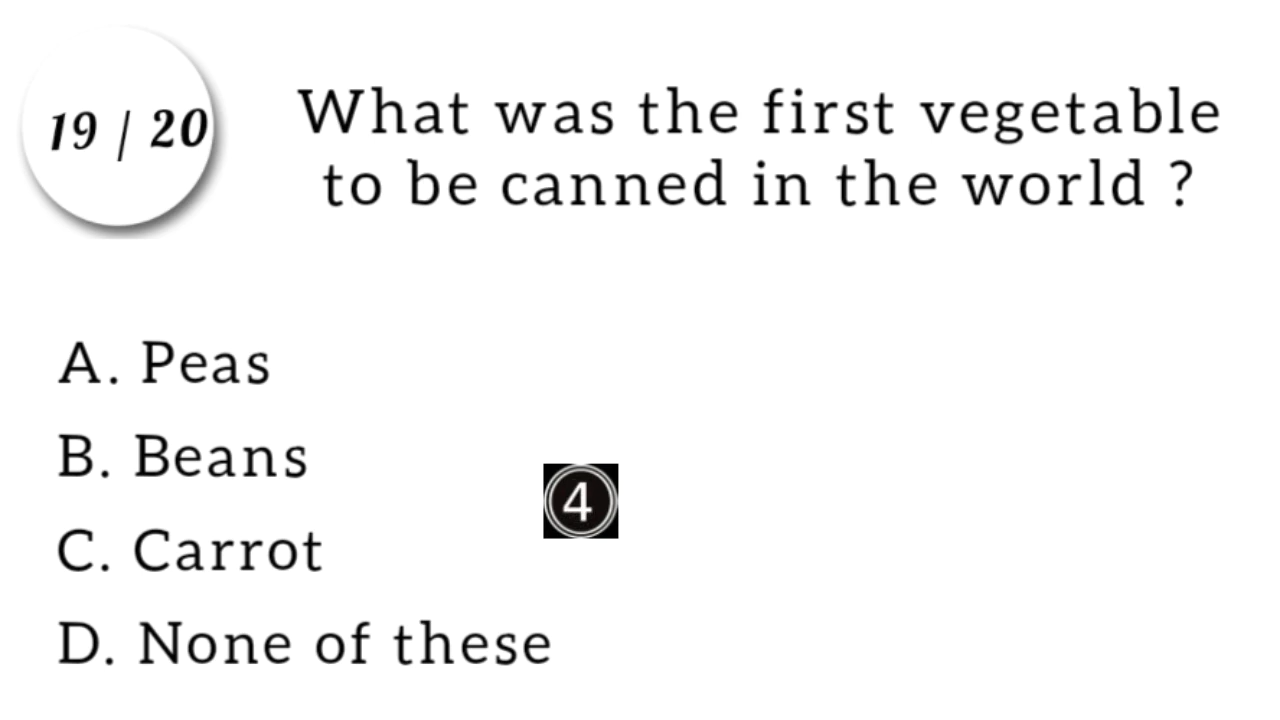 19 / 20
What was the first vegetable
to be canned in the world ?
A. Peas
B. Beans
4
C. Carrot
D. None of these